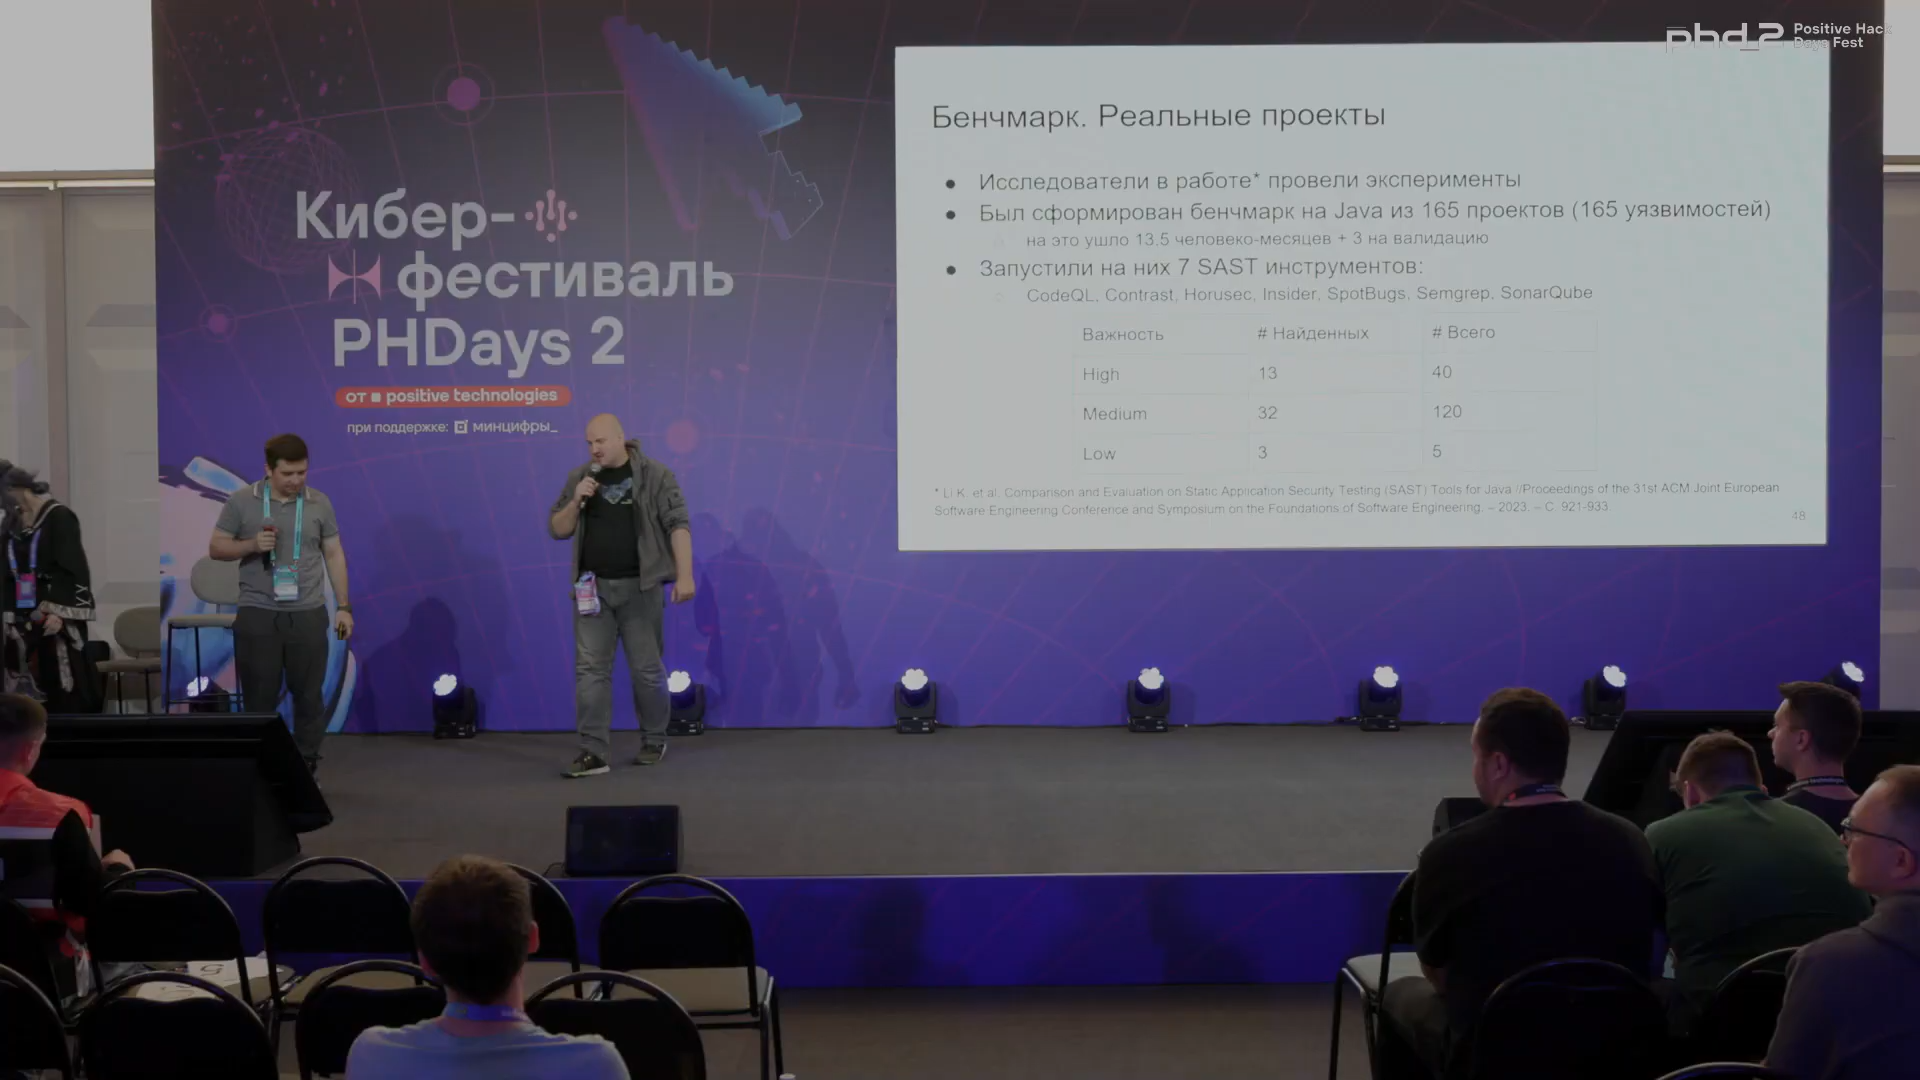 phd_2 Positive Hack
Days Fest
Кибер-
фестиваль
PHDays 2
от positive technologies
при поддержке: минцифры_
Бенчмарк. Реальные проекты
● Исследователи в работе* провели эксперименты
● Был сформирован бенчмарк на Java из 165 проектов (165 уязвимостей)
○ на это ушло 13.5 человеко-месяцев + 3 на валидацию
● Запустили на них 7 SAST инструментов:
○ CodeQL, Contrast, Horusec, Insider, SpotBugs, Semgrep, SonarQube
Важность # Найденных # Всего
High 13 40
Medium 32 120
Low 3 5
* Li K. et al. Comparison and Evaluation on Static Application Security Testing (SAST) Tools for Java //Proceedings of the 31st ACM Joint European
Software Engineering Conference and Symposium on the Foundations of Software Engineering. – 2023. – С. 921-933.
48